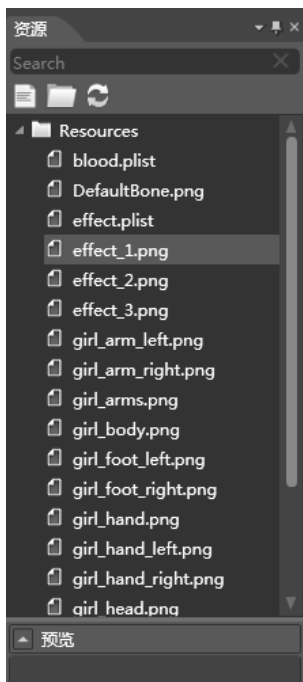 资源
Search
Resources
blood.plist
DefaultBone.png
effect.plist
effect_1.png
effect_2.png
effect_3.png
girl_arm_left.png
girl_arm_right.png
girl_arms.png
girl_body.png
girl_foot_left.png
girl_foot_right.png
girl_hand.png
girl_hand_left.png
girl_hand_right.png
girl_head.png
预览